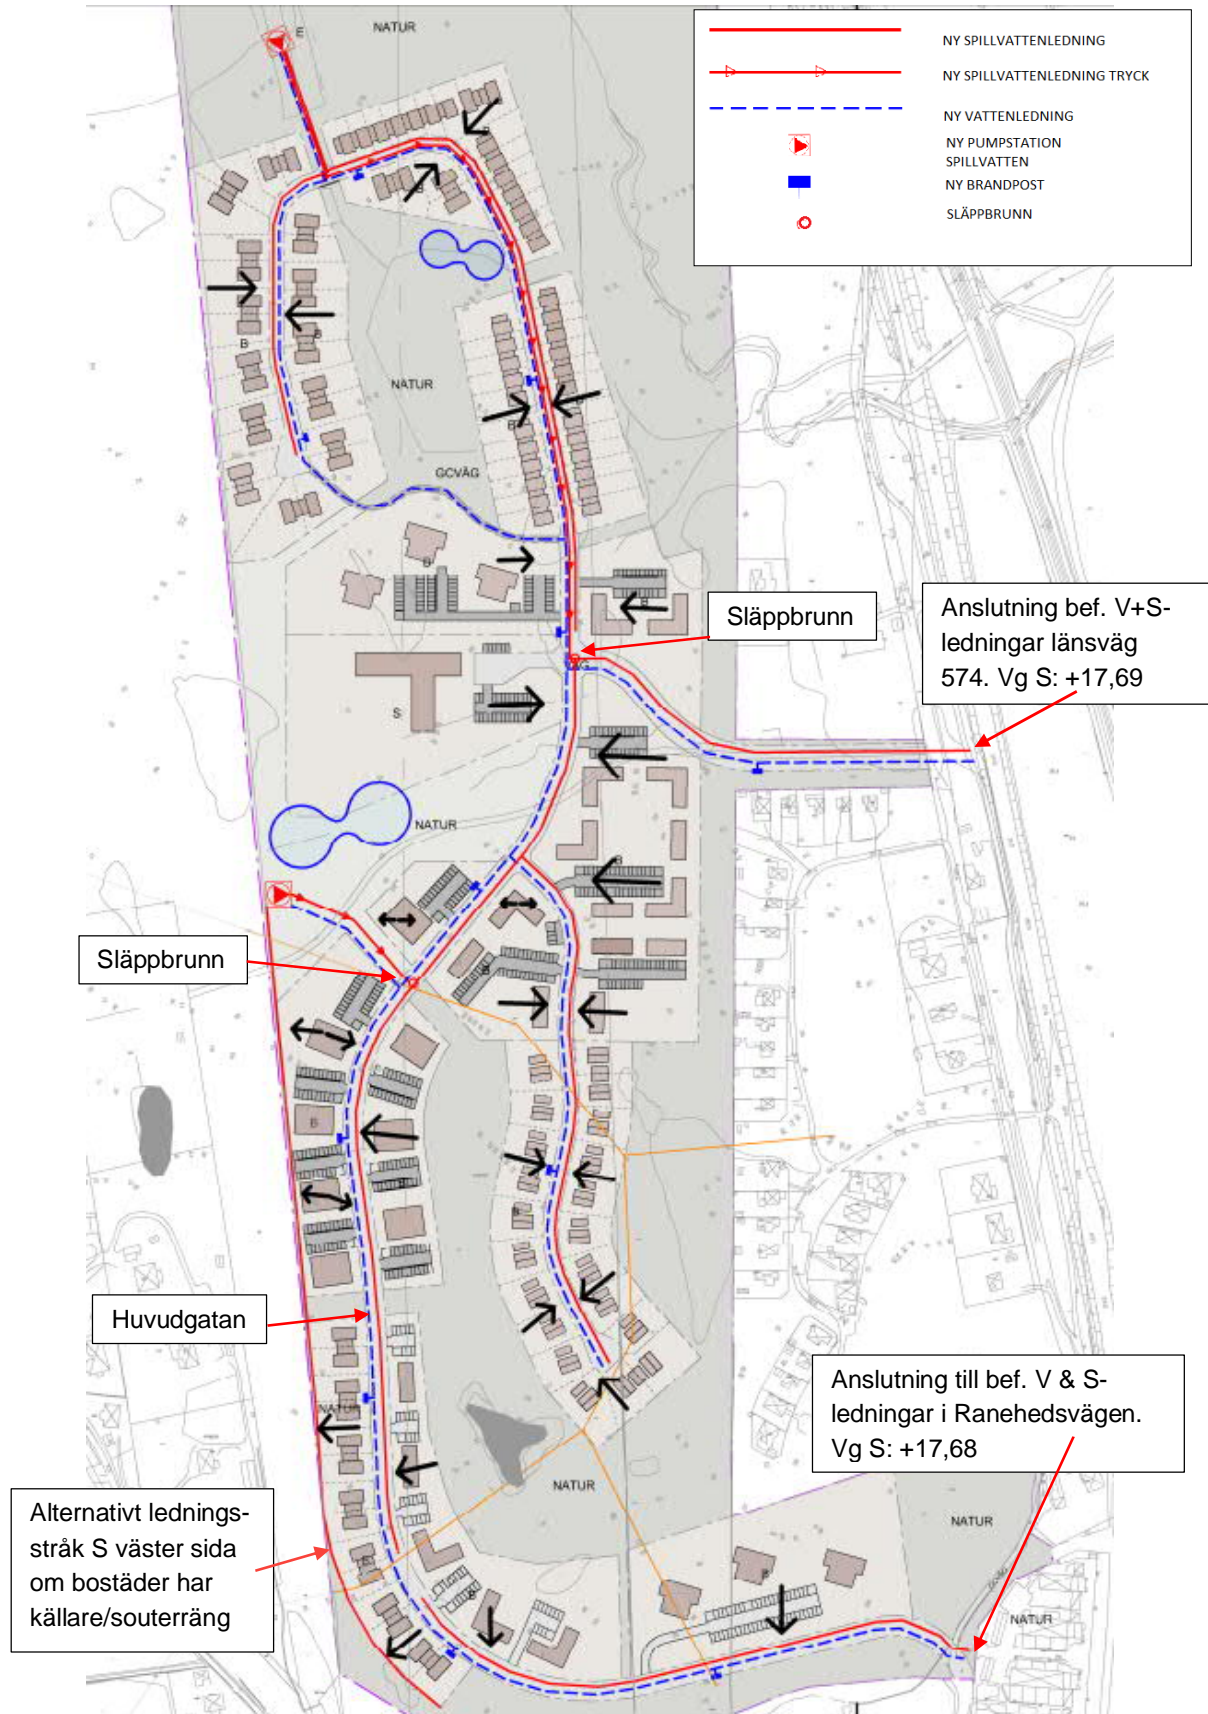 NATUR
E
NY SPILLVATTENLEDNING
NY SPILLVATTENLEDNING TRYCK
NY VATTENLEDNING
NY PUMPSTATION
SPILLVATTEN
NY BRANDPOST
SLÄPPBRUNN
B
B
NATUR
B
GCVÄG
B
Släppbrunn
Anslutning bef. V+S-
ledningar länsväg
574. Vg S: +17,69
S
NATUR
B
Släppbrunn
B
B
Huvudgatan
Anslutning till bef. V & S-
ledningar i Ranehedsvägen.
Vg S: +17,68
NATUR
NATUR
Alternativt lednings-
stråk S väster sida
om bostäder har
källare/souterräng
NATUR
B
B
NATUR